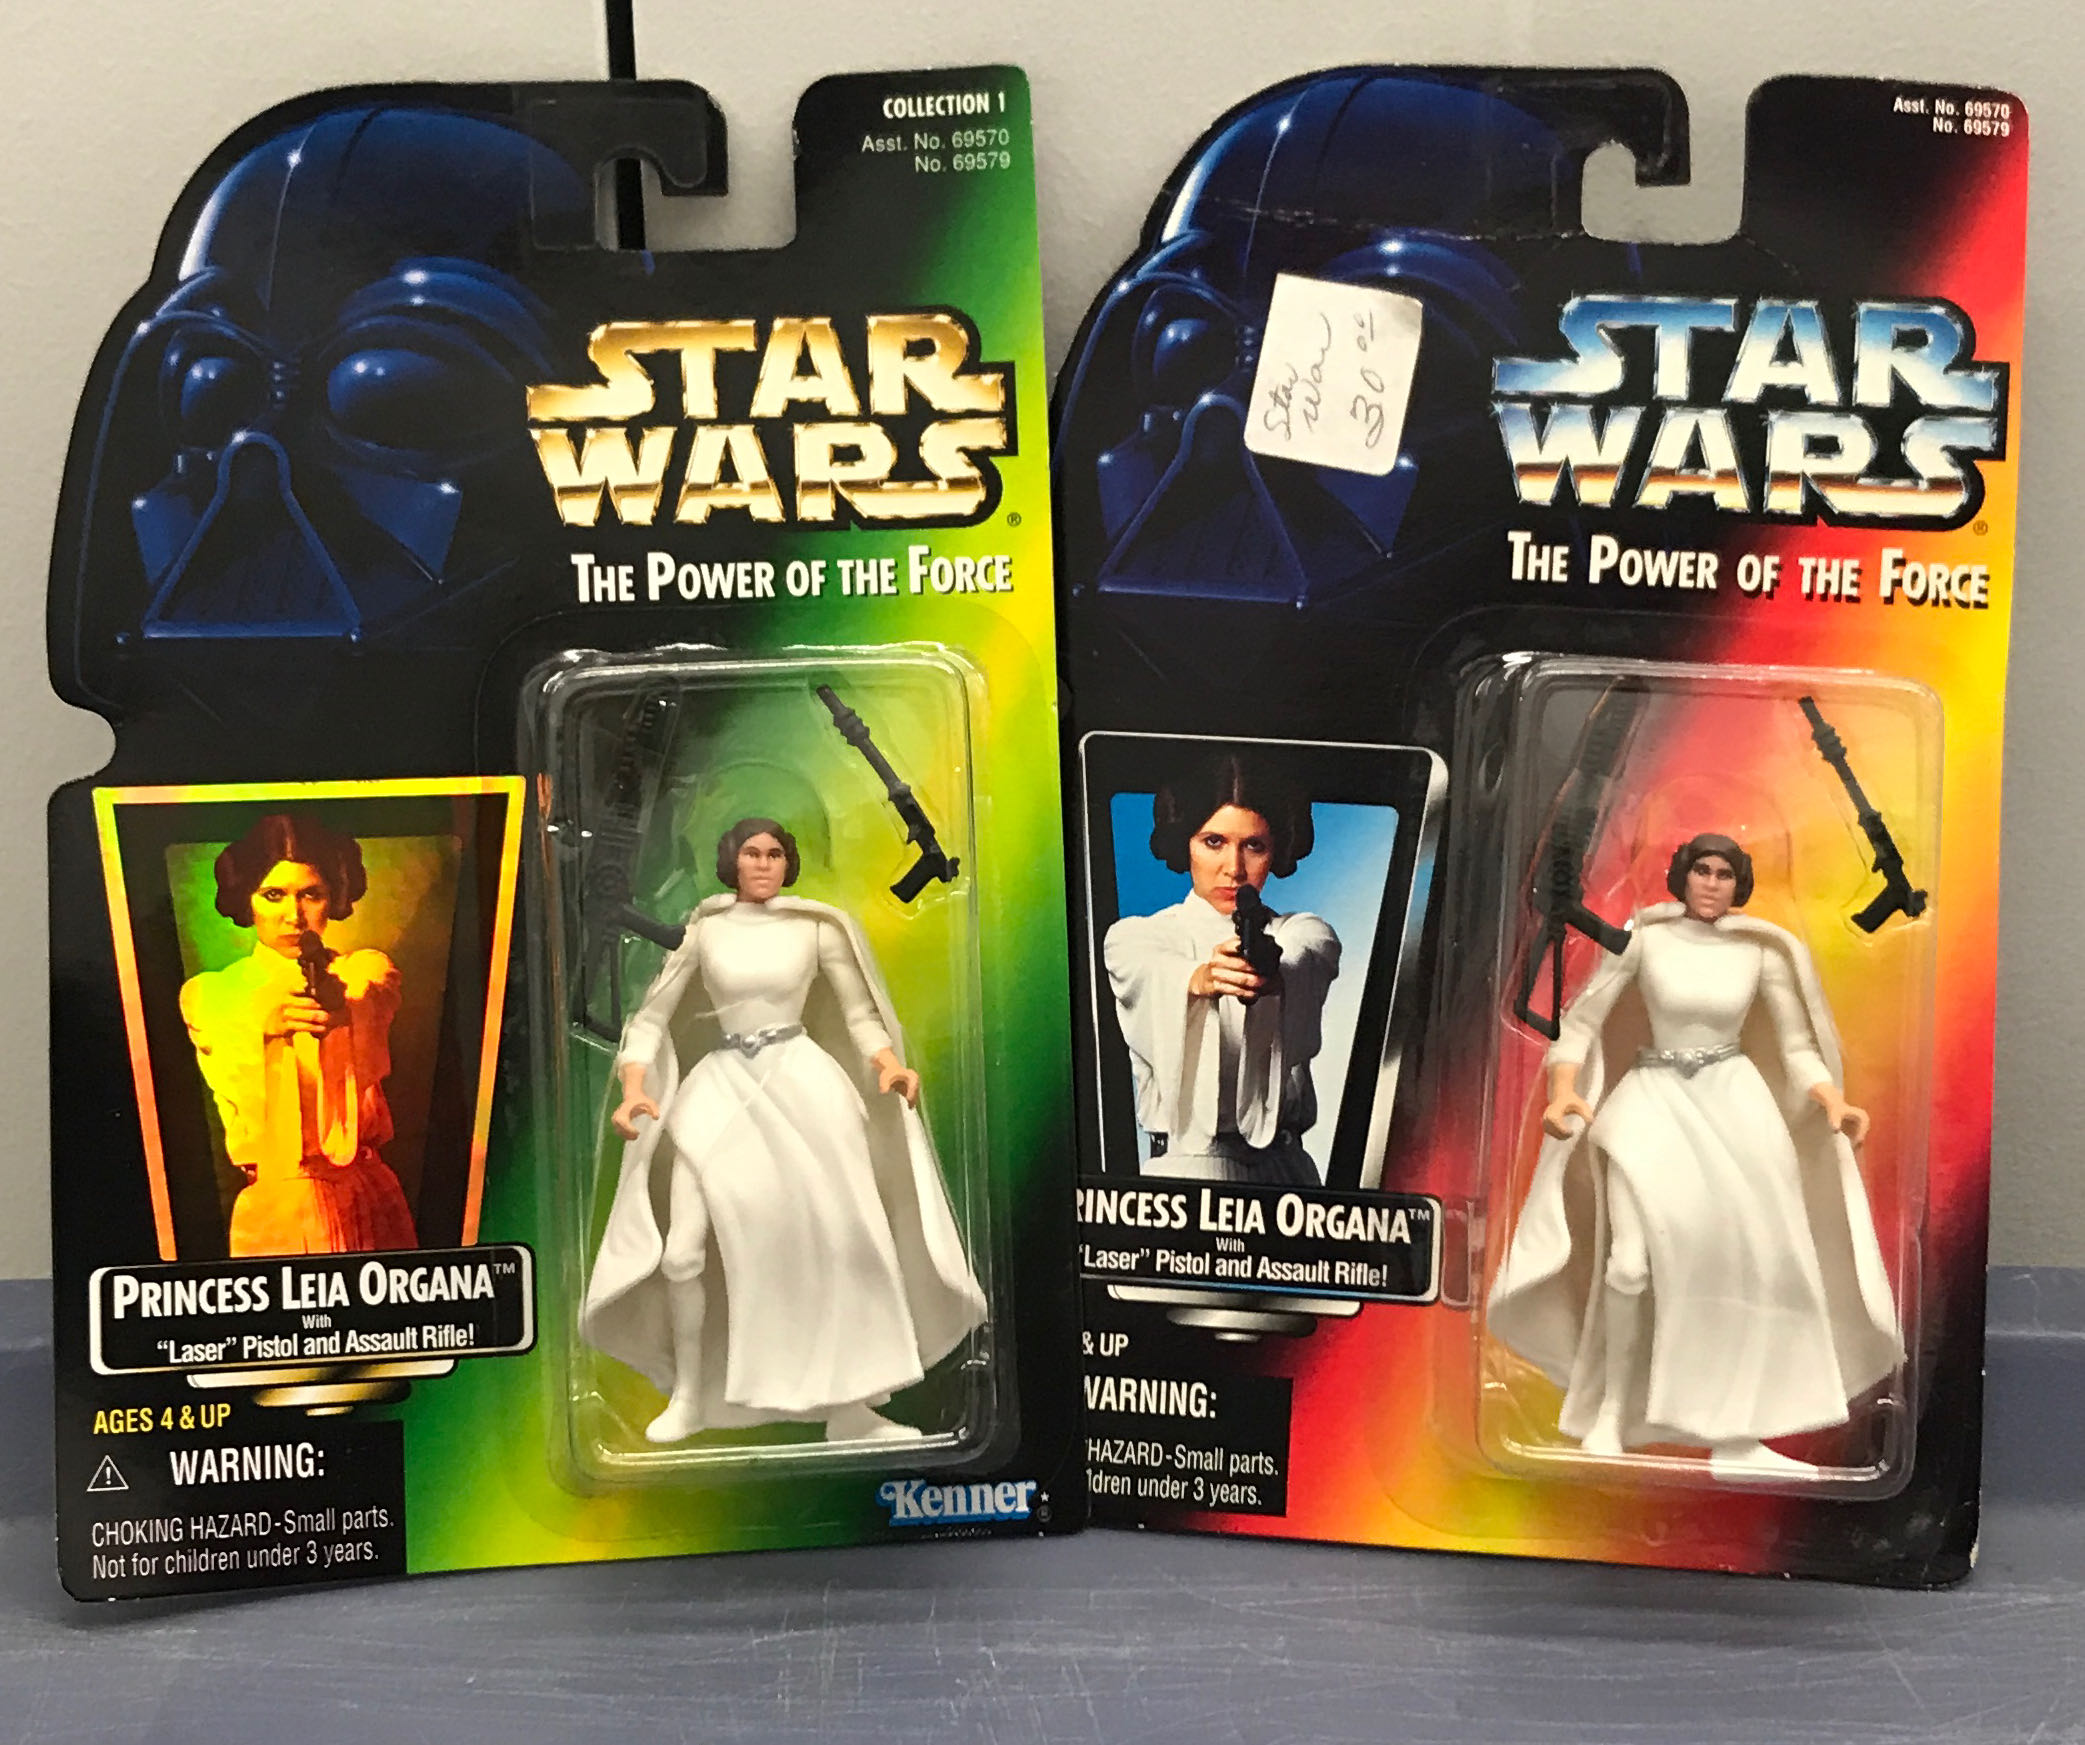 COLLECTION 1
Asst. No. 69570
No. 69579
STAR
WARS®
THE POWER OF THE FORCE
PRINCESS LEIA ORGANA™
With
“Laser” Pistol and Assault Rifle!
AGES 4 & UP
WARNING:
CHOKING HAZARD-Small parts.
Not for children under 3 years.
Kenner®
Asst. No. 69570
No. 69579
Star
Wars
30.00
STAR
WARS®
THE POWER OF THE FORCE
RINCESS LEIA ORGANA™
With
“Laser” Pistol and Assault Rifle!
& UP
WARNING:
HAZARD-Small parts.
ldren under 3 years.